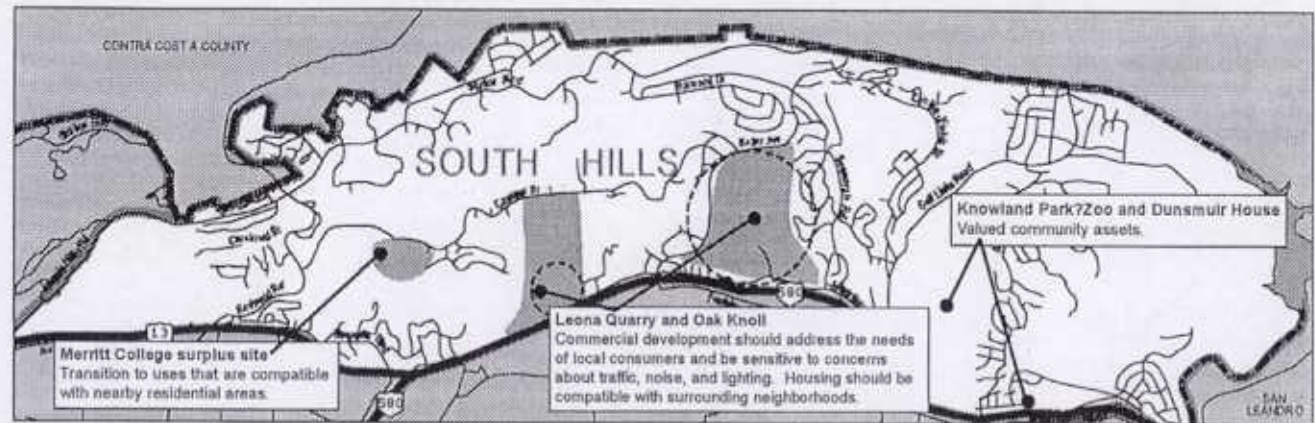 CONTRA COSTA COUNTY
SOUTH HILLS
Knowland Park?Zoo and Dunsmuir House
Valued community assets.
580
13
Leona Quarry and Oak Knoll
Commercial development should address the needs
of local consumers and be sensitive to concerns
about traffic, noise, and lighting. Housing should be
compatible with surrounding neighborhoods.
Merritt College surplus site
Transition to uses that are compatible
with nearby residential areas.
580
SAN
LEANDRO